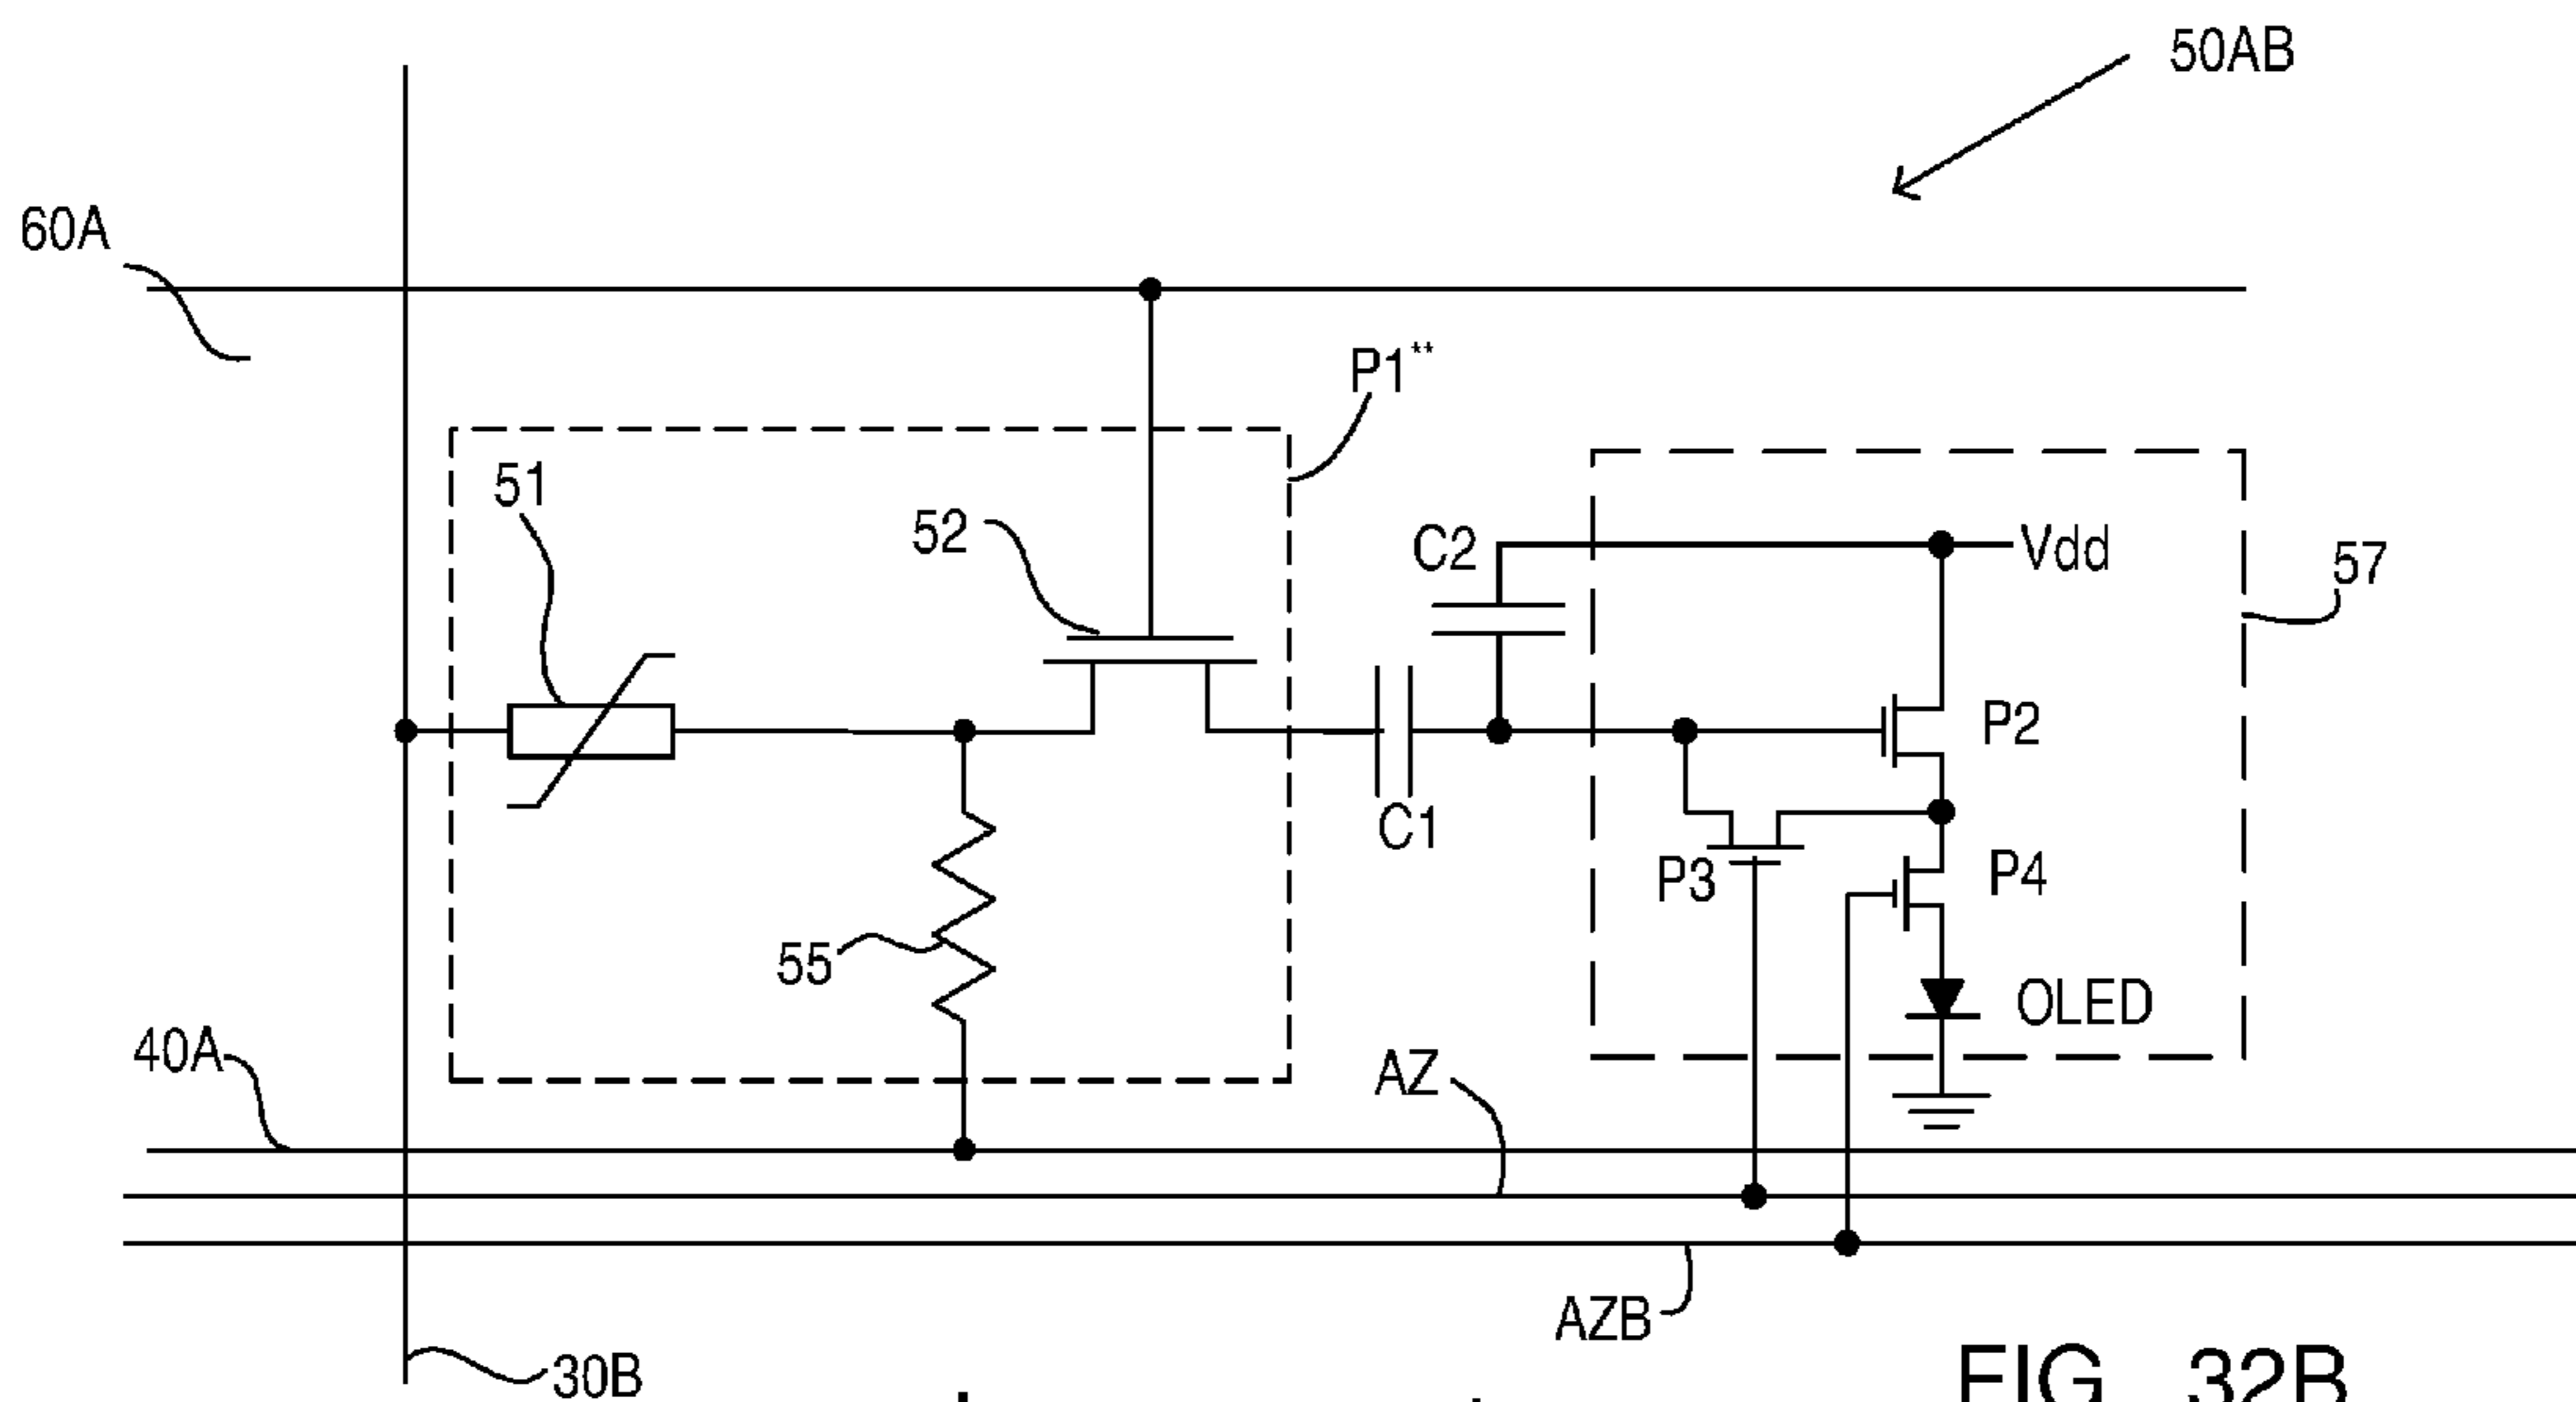 50AB
60A
P1**
51
52
C2
Vdd
57
P2
C1
P3
P4
55
OLED
40A
AZ
AZB
30B
FIG. 32B